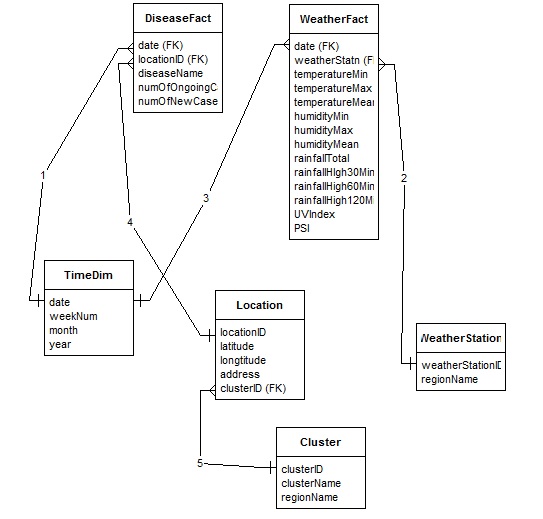 DiseaseFact
date (FK)
locationID (FK)
diseaseName
numOfOngoingC
numOfNewCase
WeatherFact
date (FK)
weatherStatn (F
temperatureMin
temperatureMax
temperatureMea
humidityMin
humidityMax
humidityMean
rainfallTotal
rainfallHIgh30Min
rainfallHigh60Min
rainfallHigh120Mi
UVIndex
PSI
1
2
3
4
TimeDim
date
weekNum
month
year
Location
locationID
latitude
longtitude
address
clusterID (FK)
WeatherStation
weatherStationID
regionName
5
Cluster
clusterID
clusterName
regionName